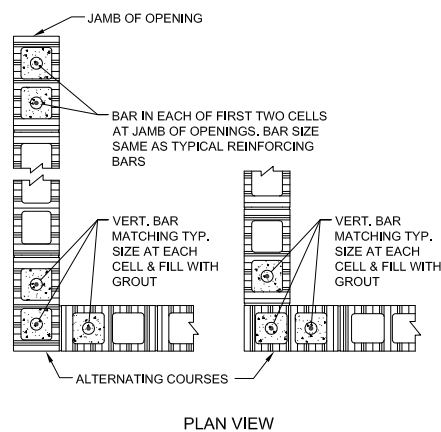 JAMB OF OPENING
BAR IN EACH OF FIRST TWO CELLS
AT JAMB OF OPENINGS. BAR SIZE
SAME AS TYPICAL REINFORCING
BARS
VERT. BAR
MATCHING TYP.
SIZE AT EACH
CELL & FILL WITH
GROUT
VERT. BAR
MATCHING TYP.
SIZE AT EACH
CELL & FILL WITH
GROUT
ALTERNATING COURSES
PLAN VIEW